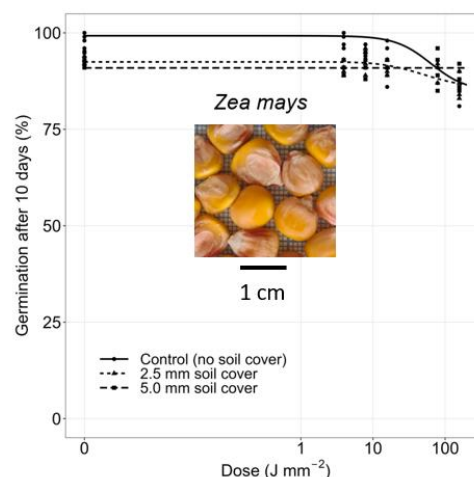 100
75
50
25
0
Germination after 10 days (%)
Zea mays
1 cm
Control (no soil cover)
2.5 mm soil cover
5.0 mm soil cover
0 1 10 100
Dose (J mm⁻²)